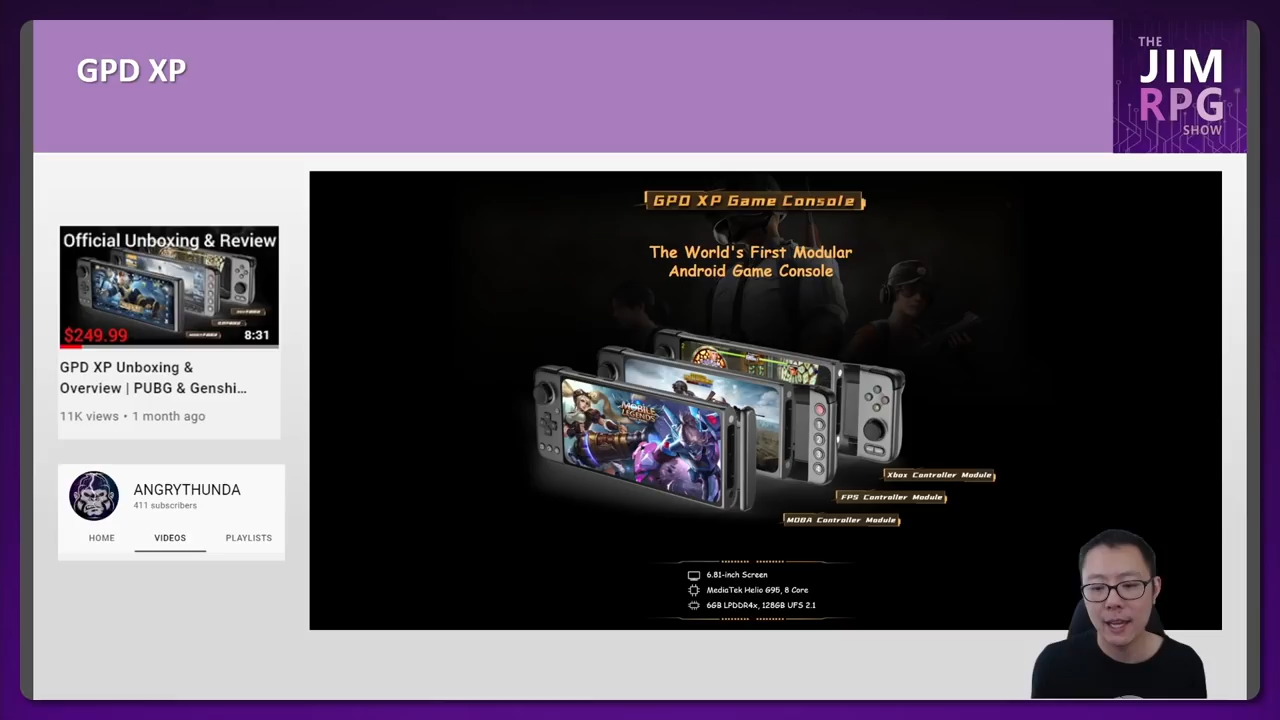 GPD XP
THE
JIM
RPG
SHOW
Official Unboxing & Review
$249.99
8:31
GPD XP Unboxing &
Overview | PUBG & Genshi...
11K views • 1 month ago
ANGRYTHUNDA
411 subscribers
HOME VIDEOS PLAYLISTS
GPD XP Game Console
The World's First Modular
Android Game Console
MOBILE
LEGENDS
Xbox Controller Module
FPS Controller Module
MOBA Controller Module
6.81-inch Screen
MediaTek Helio G95, 8 Core
6GB LPDDR4x, 128GB UFS 2.1